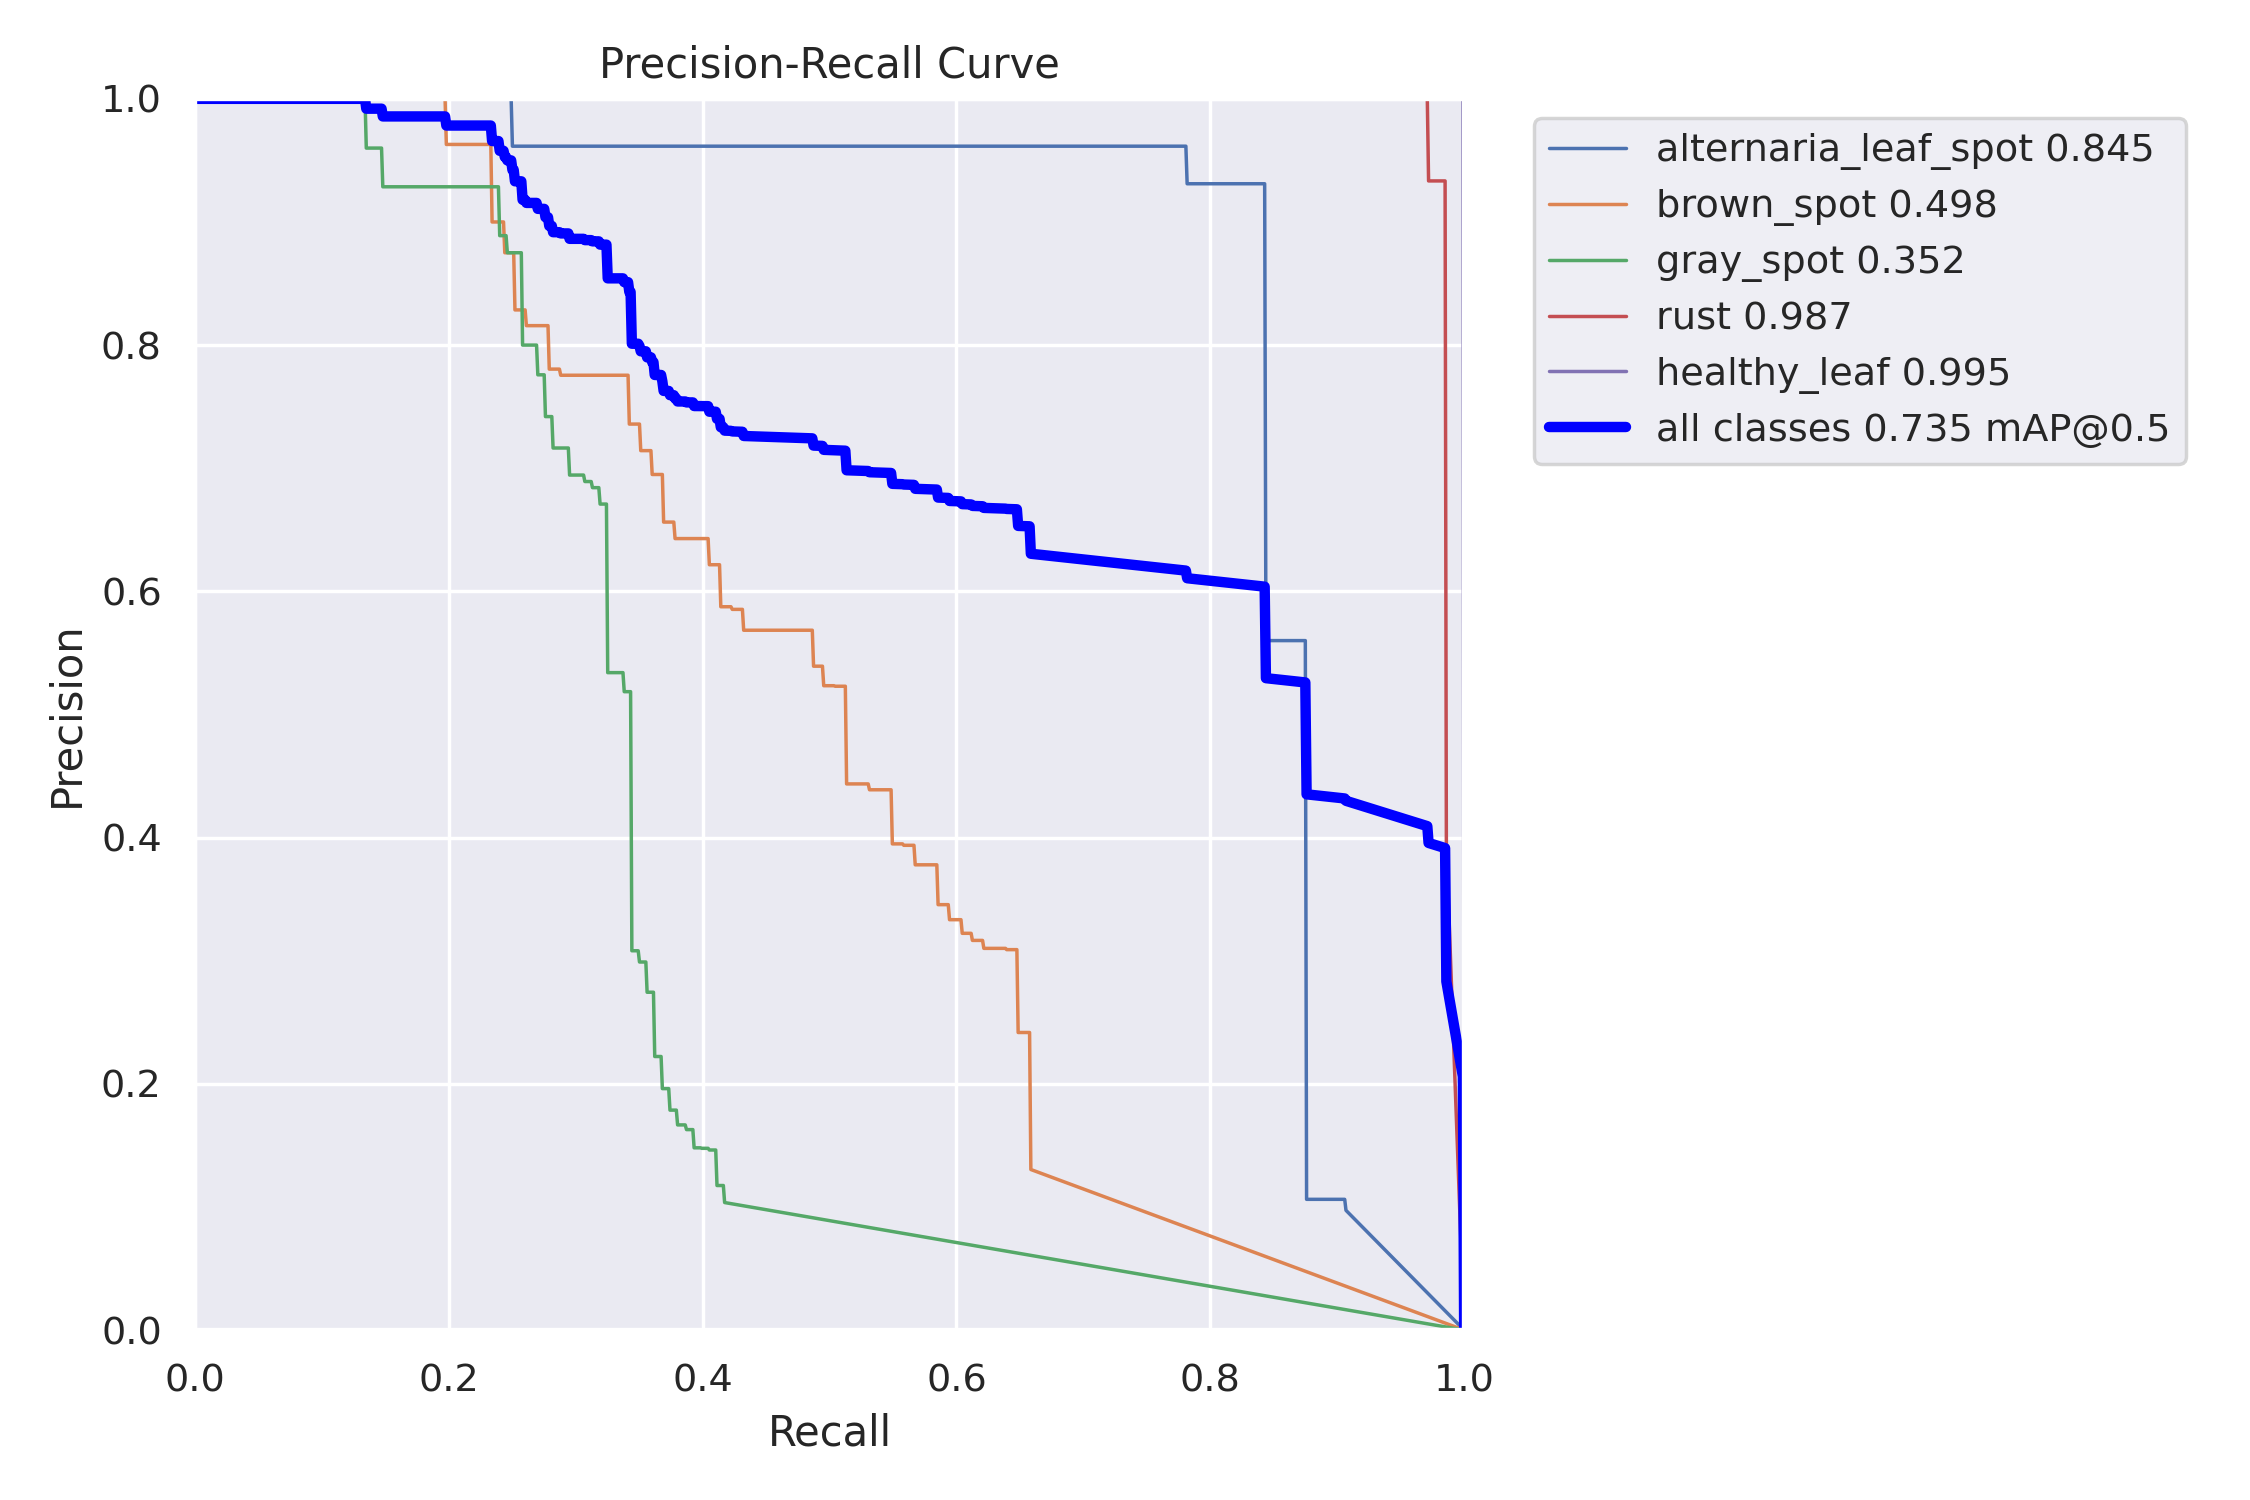 Precision-Recall Curve
1.0
0.8
0.6
0.4
0.2
0.0
Precision
0.0 0.2 0.4 0.6 0.8 1.0
Recall
alternaria_leaf_spot 0.845
brown_spot 0.498
gray_spot 0.352
rust 0.987
healthy_leaf 0.995
all classes 0.735 mAP@0.5